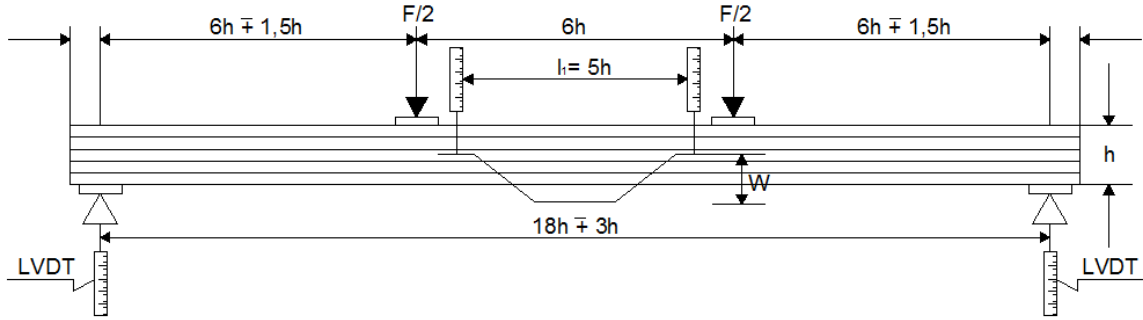 F/2
F/2
6h ∓ 1,5h
6h
6h ∓ 1,5h
l₁= 5h
h
W
18h ∓ 3h
LVDT
LVDT